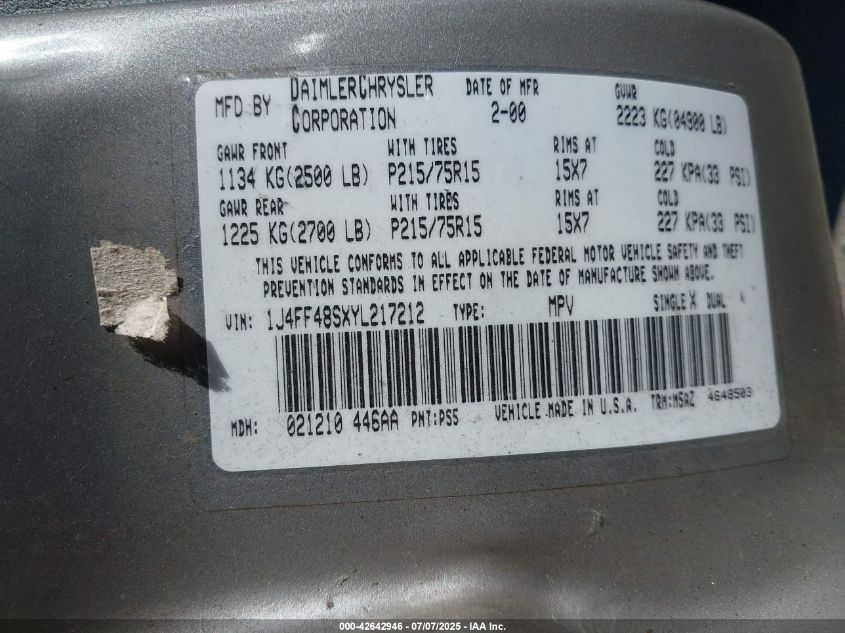 MFD BY DAIMLERCHRYSLER CORPORATION DATE OF MFR 2-00 GVWR 2223 KG(04900 LB)
GAWR FRONT WITH TIRES RIMS AT COLD
1134 KG(2500 LB) P215/75R15 15X7 227 KPA(33 PSI)
GAWR REAR WITH TIRES RIMS AT COLD
1225 KG(2700 LB) P215/75R15 15X7 227 KPA(33 PSI)
THIS VEHICLE CONFORMS TO ALL APPLICABLE FEDERAL MOTOR VEHICLE SAFETY AND THEFT
PREVENTION STANDARDS IN EFFECT ON THE DATE OF MANUFACTURE SHOWN ABOVE.
VIN: 1J4FF48SXYL217212 TYPE: MPV SINGLE X DUAL
MDH: 021210 446AA PNT:PS5 VEHICLE MADE IN U.S.A. TRM:M5AZ 4648503
000-42642946 - 07/07/2025 - IAA Inc.